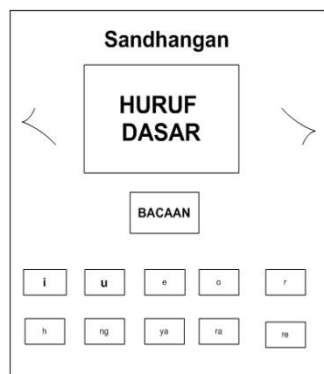 Sandhangan
HURUF
DASAR
BACAAN
i u e o r
h ng ya ra re